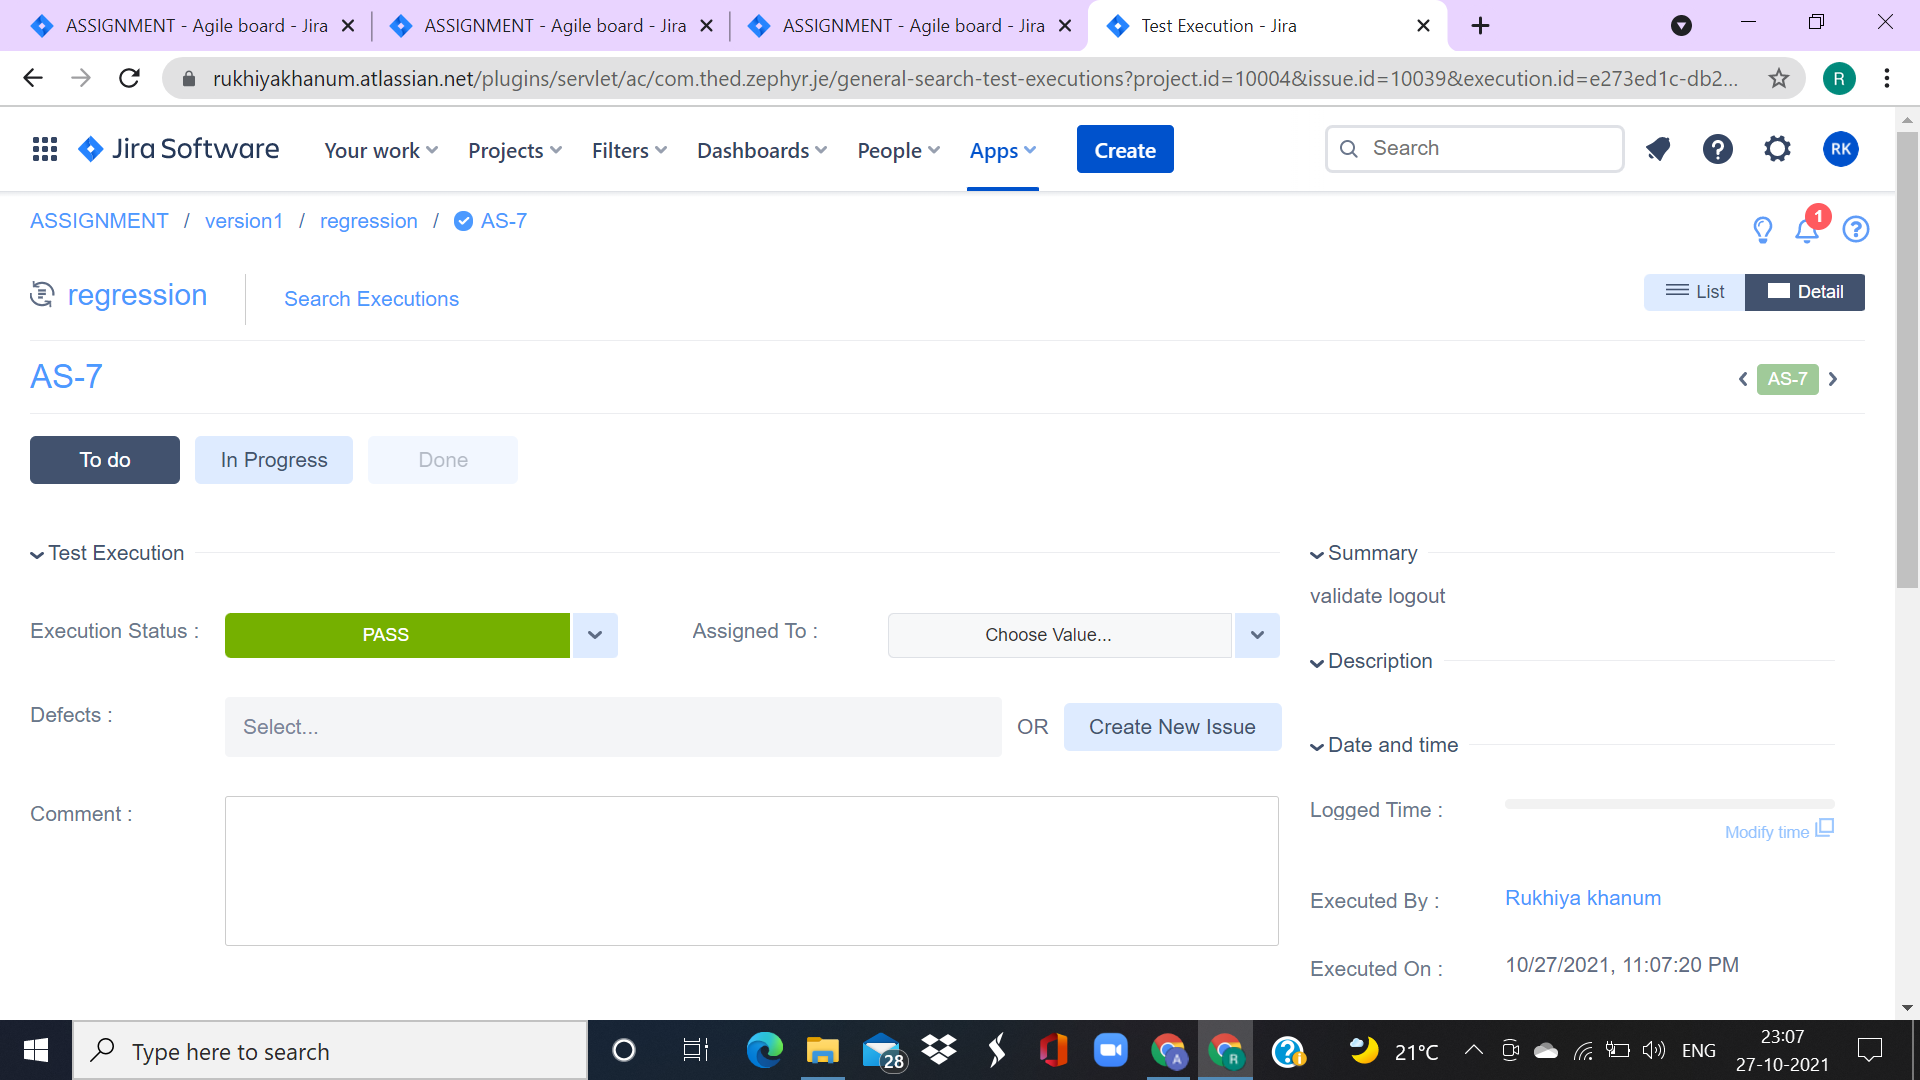 ASSIGNMENT - Agile board - Jira
ASSIGNMENT - Agile board - Jira
ASSIGNMENT - Agile board - Jira
Test Execution - Jira
rukhiyakhanum.atlassian.net/plugins/servlet/ac/com.thed.zephyr.je/general-search-test-executions?project.id=10004&issue.id=10039&execution.id=e273ed1c-db2...
R
Jira Software
Your work
Projects
Filters
Dashboards
People
Apps
Create
Search
RK
ASSIGNMENT / version1 / regression / AS-7
1
regression
Search Executions
List
Detail
AS-7
AS-7
To do
In Progress
Done
Test Execution
Summary
validate logout
Execution Status :
PASS
Assigned To :
Choose Value...
Description
Defects :
Select...
OR
Create New Issue
Date and time
Comment :
Logged Time :
Modify time
Executed By :
Rukhiya khanum
Executed On :
10/27/2021, 11:07:20 PM
Type here to search
28
A
R
21°C
ENG
23:07
27-10-2021